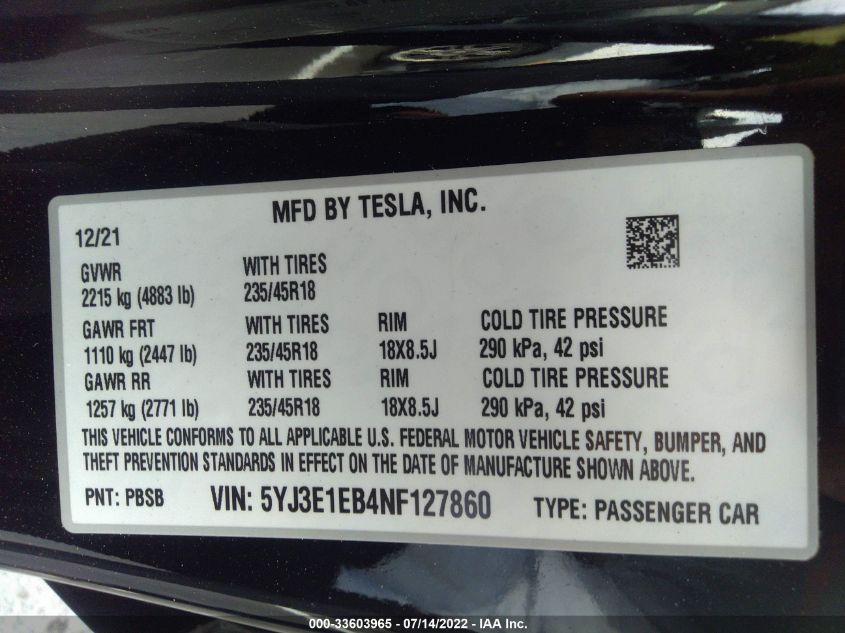 MFD BY TESLA, INC.
12/21
GVWR WITH TIRES
2215 kg (4883 lb) 235/45R18
GAWR FRT WITH TIRES RIM COLD TIRE PRESSURE
1110 kg (2447 lb) 235/45R18 18X8.5J 290 kPa, 42 psi
GAWR RR WITH TIRES RIM COLD TIRE PRESSURE
1257 kg (2771 lb) 235/45R18 18X8.5J 290 kPa, 42 psi
THIS VEHICLE CONFORMS TO ALL APPLICABLE U.S. FEDERAL MOTOR VEHICLE SAFETY, BUMPER, AND
THEFT PREVENTION STANDARDS IN EFFECT ON THE DATE OF MANUFACTURE SHOWN ABOVE.
PNT: PBSB VIN: 5YJ3E1EB4NF127860 TYPE: PASSENGER CAR
000-33603965 - 07/14/2022 - IAA Inc.